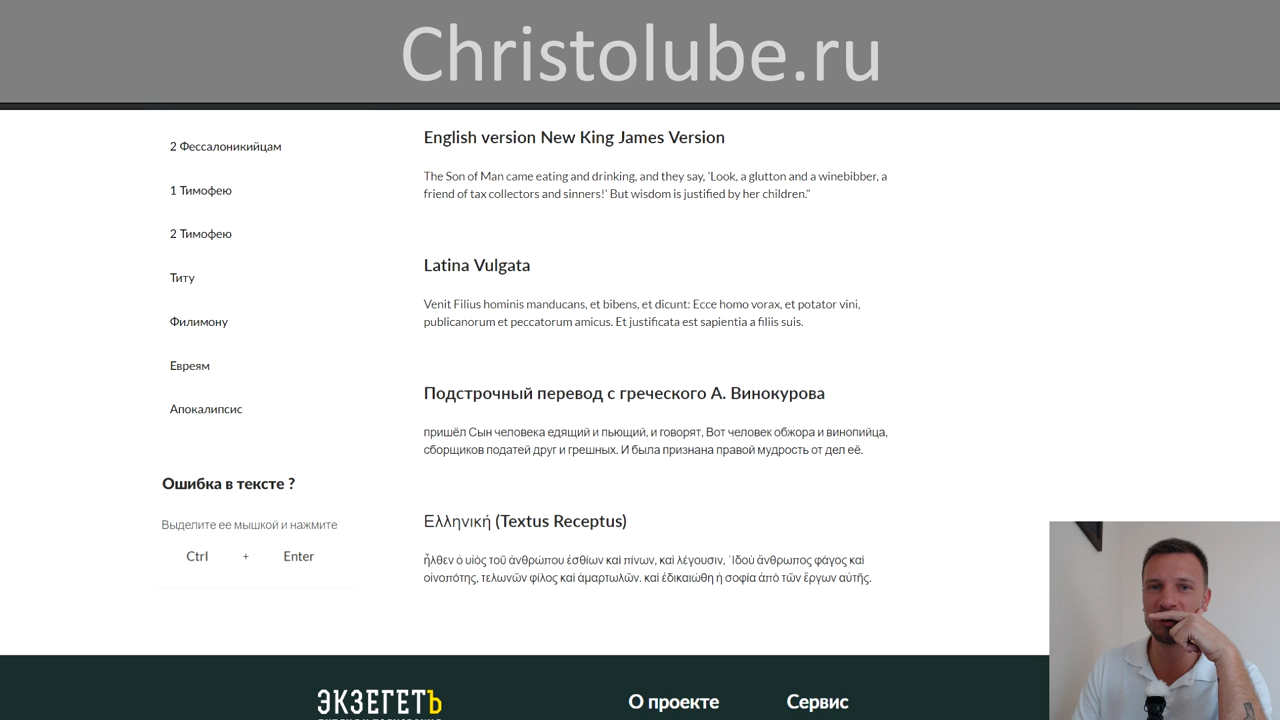 Christolube.ru
2 Фессалоникийцам
1 Тимофею
2 Тимофею
Титу
Филимону
Евреям
Апокалипсис
Ошибка в тексте ?
Выделите ее мышкой и нажмите
Ctrl + Enter
English version New King James Version
The Son of Man came eating and drinking, and they say, 'Look, a glutton and a winebibber, a
friend of tax collectors and sinners!' But wisdom is justified by her children."
Latina Vulgata
Venit Filius hominis manducans, et bibens, et dicunt: Ecce homo vorax, et potator vini,
publicanorum et peccatorum amicus. Et justificata est sapientia a filiis suis.
Подстрочный перевод с греческого А. Винокурова
пришёл Сын человека едящий и пьющий, и говорят, Вот человек обжора и винопийца,
сборщиков податей друг и грешных. И была признана правой мудрость от дел её.
Ελληνική (Textus Receptus)
ἦλθεν ὁ υἱὸς τοῦ ἀνθρώπου ἐσθίων καὶ πίνων, καὶ λέγουσιν, ᾿Ιδοὺ ἄνθρωπος φάγος καὶ
οἰνοπότης, τελωνῶν φίλος καὶ ἁμαρτωλῶν. καὶ ἐδικαιώθη ἡ σοφία ἀπὸ τῶν ἔργων αὐτῆς.
ЭКЗЕГЕТЪ
О проекте
Сервис